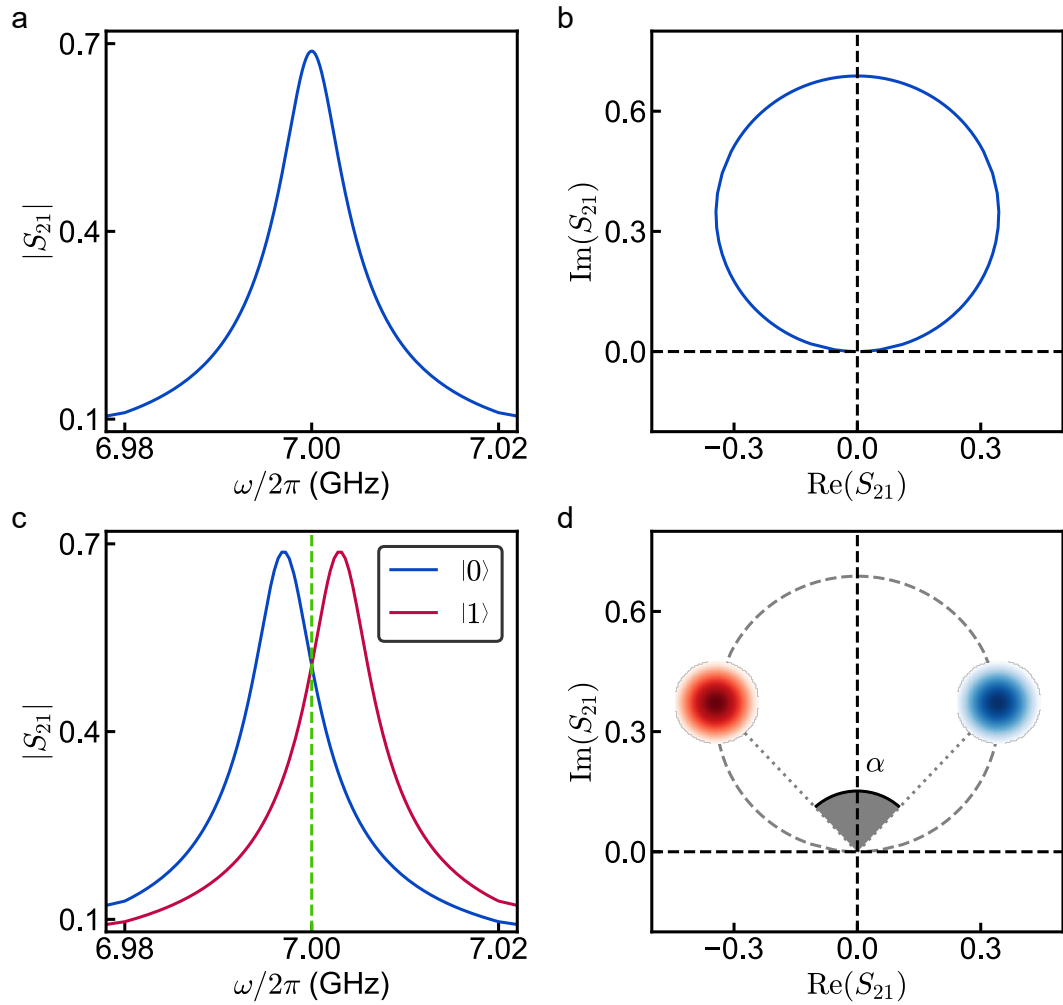 a
0.7
0.4
0.1
|S₂₁|
6.98
7.00
7.02
ω/2π (GHz)
b
0.6
0.3
0.0
Im(S₂₁)
−0.3
0.0
0.3
Re(S₂₁)
c
0.7
0.4
0.1
|S₂₁|
|0⟩
|1⟩
6.98
7.00
7.02
ω/2π (GHz)
d
0.6
0.3
0.0
Im(S₂₁)
α
−0.3
0.0
0.3
Re(S₂₁)